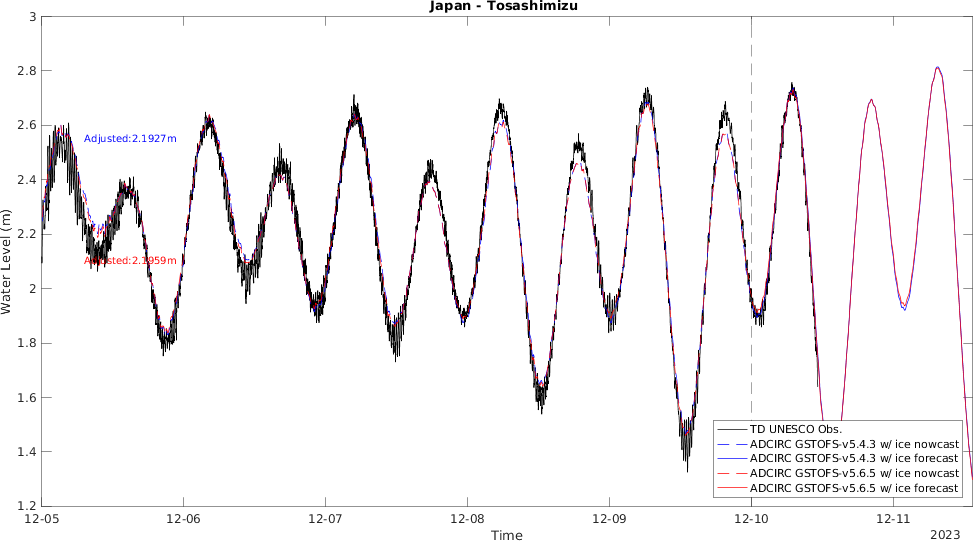 Japan - Tosashimizu
3
2.8
2.6
2.4
2.2
2
1.8
1.6
1.4
1.2
Water Level (m)
Adjusted:2.1927m
Adjusted:2.1959m
TD UNESCO Obs.
ADCIRC GSTOFS-v5.4.3 w/ ice nowcast
ADCIRC GSTOFS-v5.4.3 w/ ice forecast
ADCIRC GSTOFS-v5.6.5 w/ ice nowcast
ADCIRC GSTOFS-v5.6.5 w/ ice forecast
12-05 12-06 12-07 12-08 12-09 12-10 12-11
Time
2023